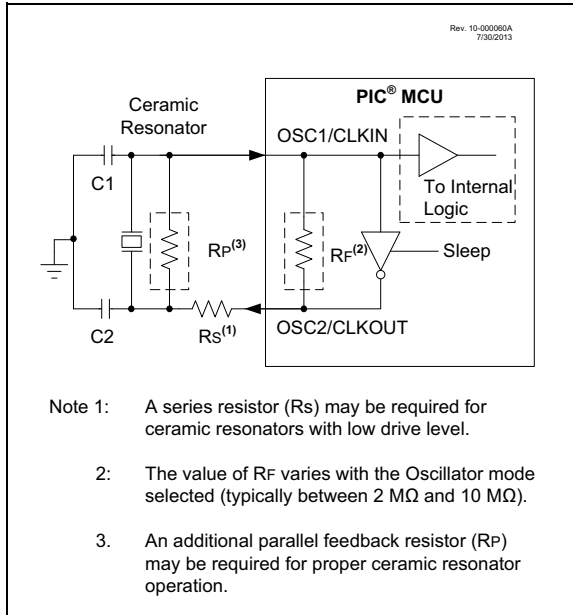 Rev. 10-000060A
7/30/2013
PIC® MCU
Ceramic
Resonator
OSC1/CLKIN
C1
To Internal
Logic
RP(3)
RF(2)
Sleep
C2
RS(1)
OSC2/CLKOUT
Note 1: A series resistor (Rs) may be required for
ceramic resonators with low drive level.
2: The value of RF varies with the Oscillator mode
selected (typically between 2 MΩ and 10 MΩ).
3. An additional parallel feedback resistor (RP)
may be required for proper ceramic resonator
operation.